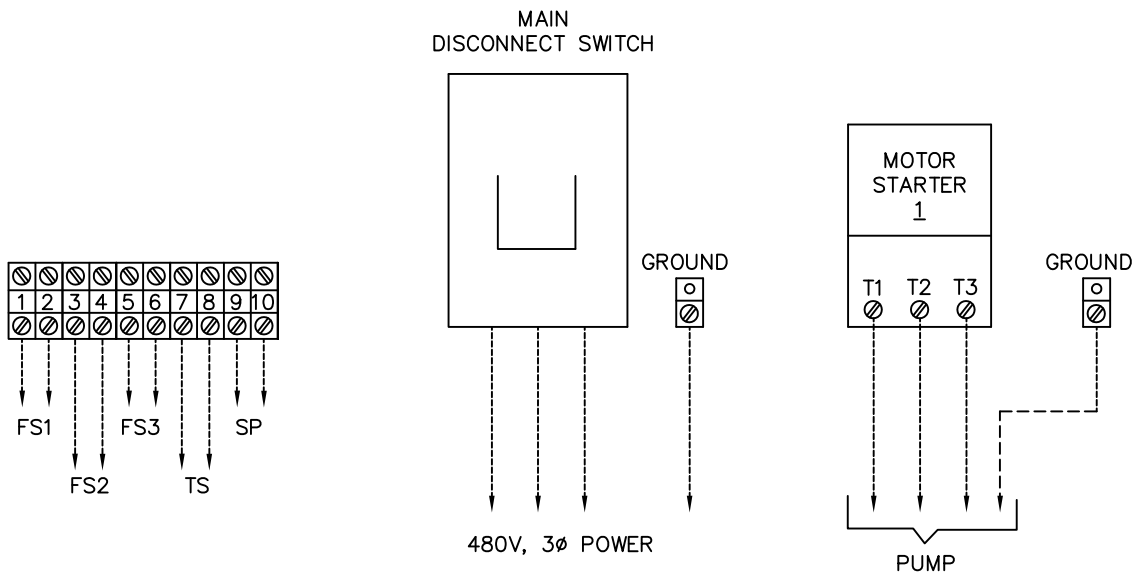 MAIN
DISCONNECT SWITCH
MOTOR
STARTER
1
GROUND
GROUND
1 2 3 4 5 6 7 8 9 10
T1 T2 T3
FS1 FS3 SP
FS2 TS
480V, 3ø POWER
PUMP